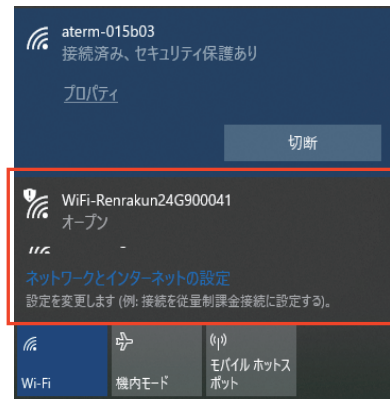 aterm-015b03
接続済み、セキュリティ保護あり
プロパティ
切断
WiFi-Renrakun24G900041
オープン
ネットワークとインターネットの設定
設定を変更します (例: 接続を従量制課金接続に設定する)。
Wi-Fi
機内モード
モバイル ホットス
ポット